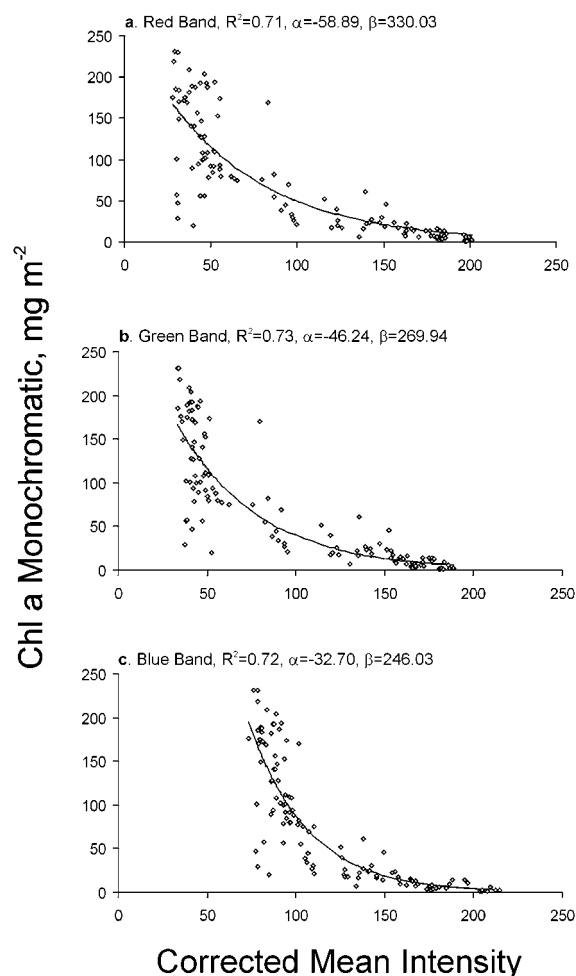 a. Red Band, R²=0.71, α=-58.89, β=330.03
250
200
150
100
50
0
0 50 100 150 200 250
b. Green Band, R²=0.73, α=-46.24, β=269.94
250
200
150
100
50
0
0 50 100 150 200 250
c. Blue Band, R²=0.72, α=-32.70, β=246.03
250
200
150
100
50
0
0 50 100 150 200 250
Chl a Monochromatic, mg m⁻²
Corrected Mean Intensity